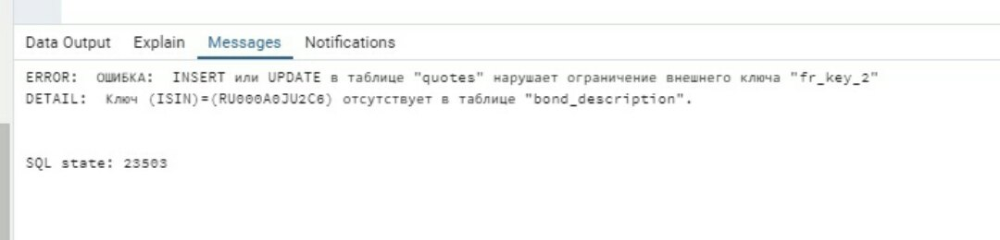 Data Output Explain Messages Notifications
ERROR: ОШИБКА: INSERT или UPDATE в таблице "quotes" нарушает ограничение внешнего ключа "fr_key_2"
DETAIL: Ключ (ISIN)=(RU000A0JU2C6) отсутствует в таблице "bond_description".
SQL state: 23503